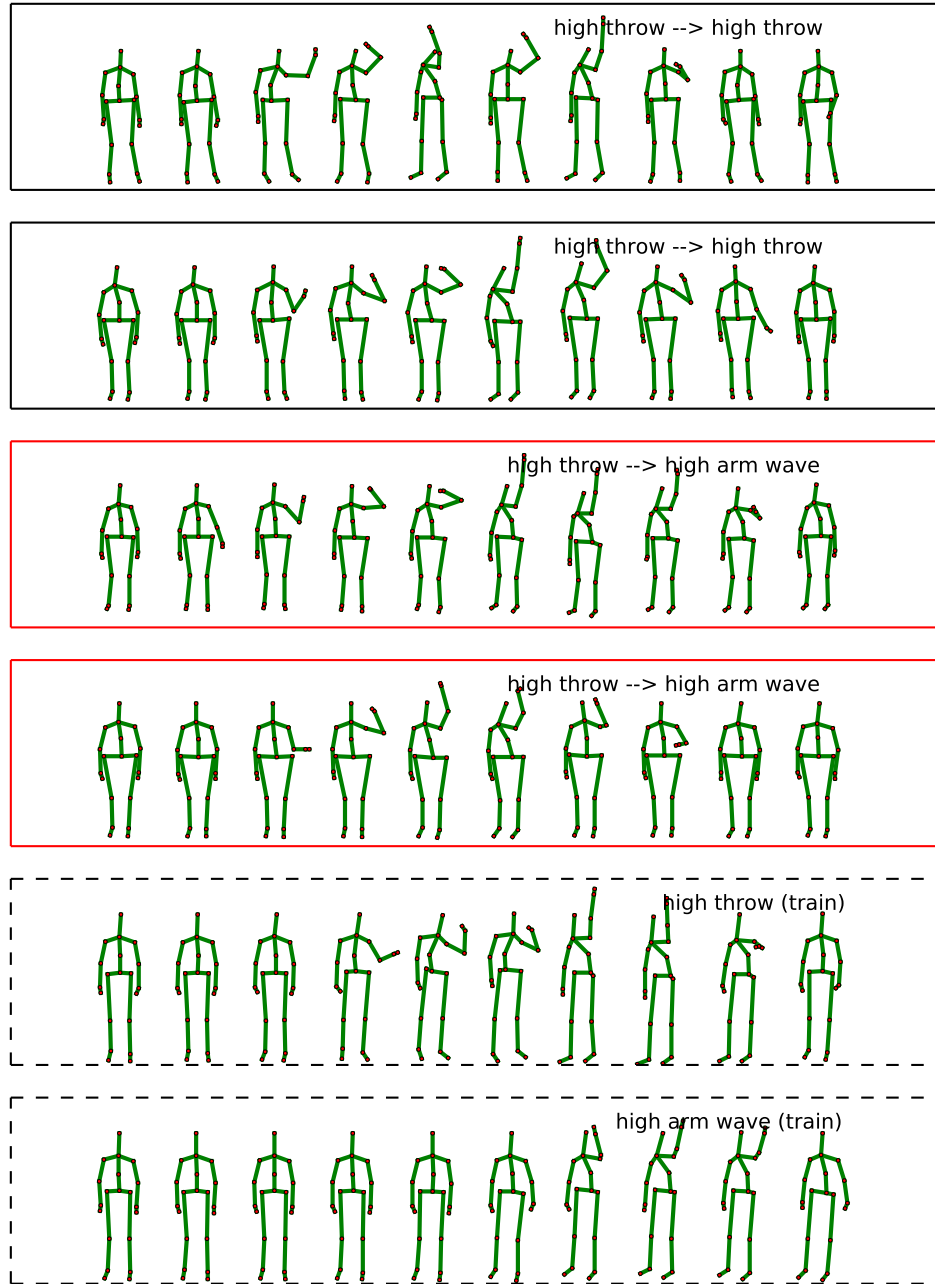 high throw --> high throw
high throw --> high throw
high throw --> high arm wave
high throw --> high arm wave
high throw (train)
high arm wave (train)